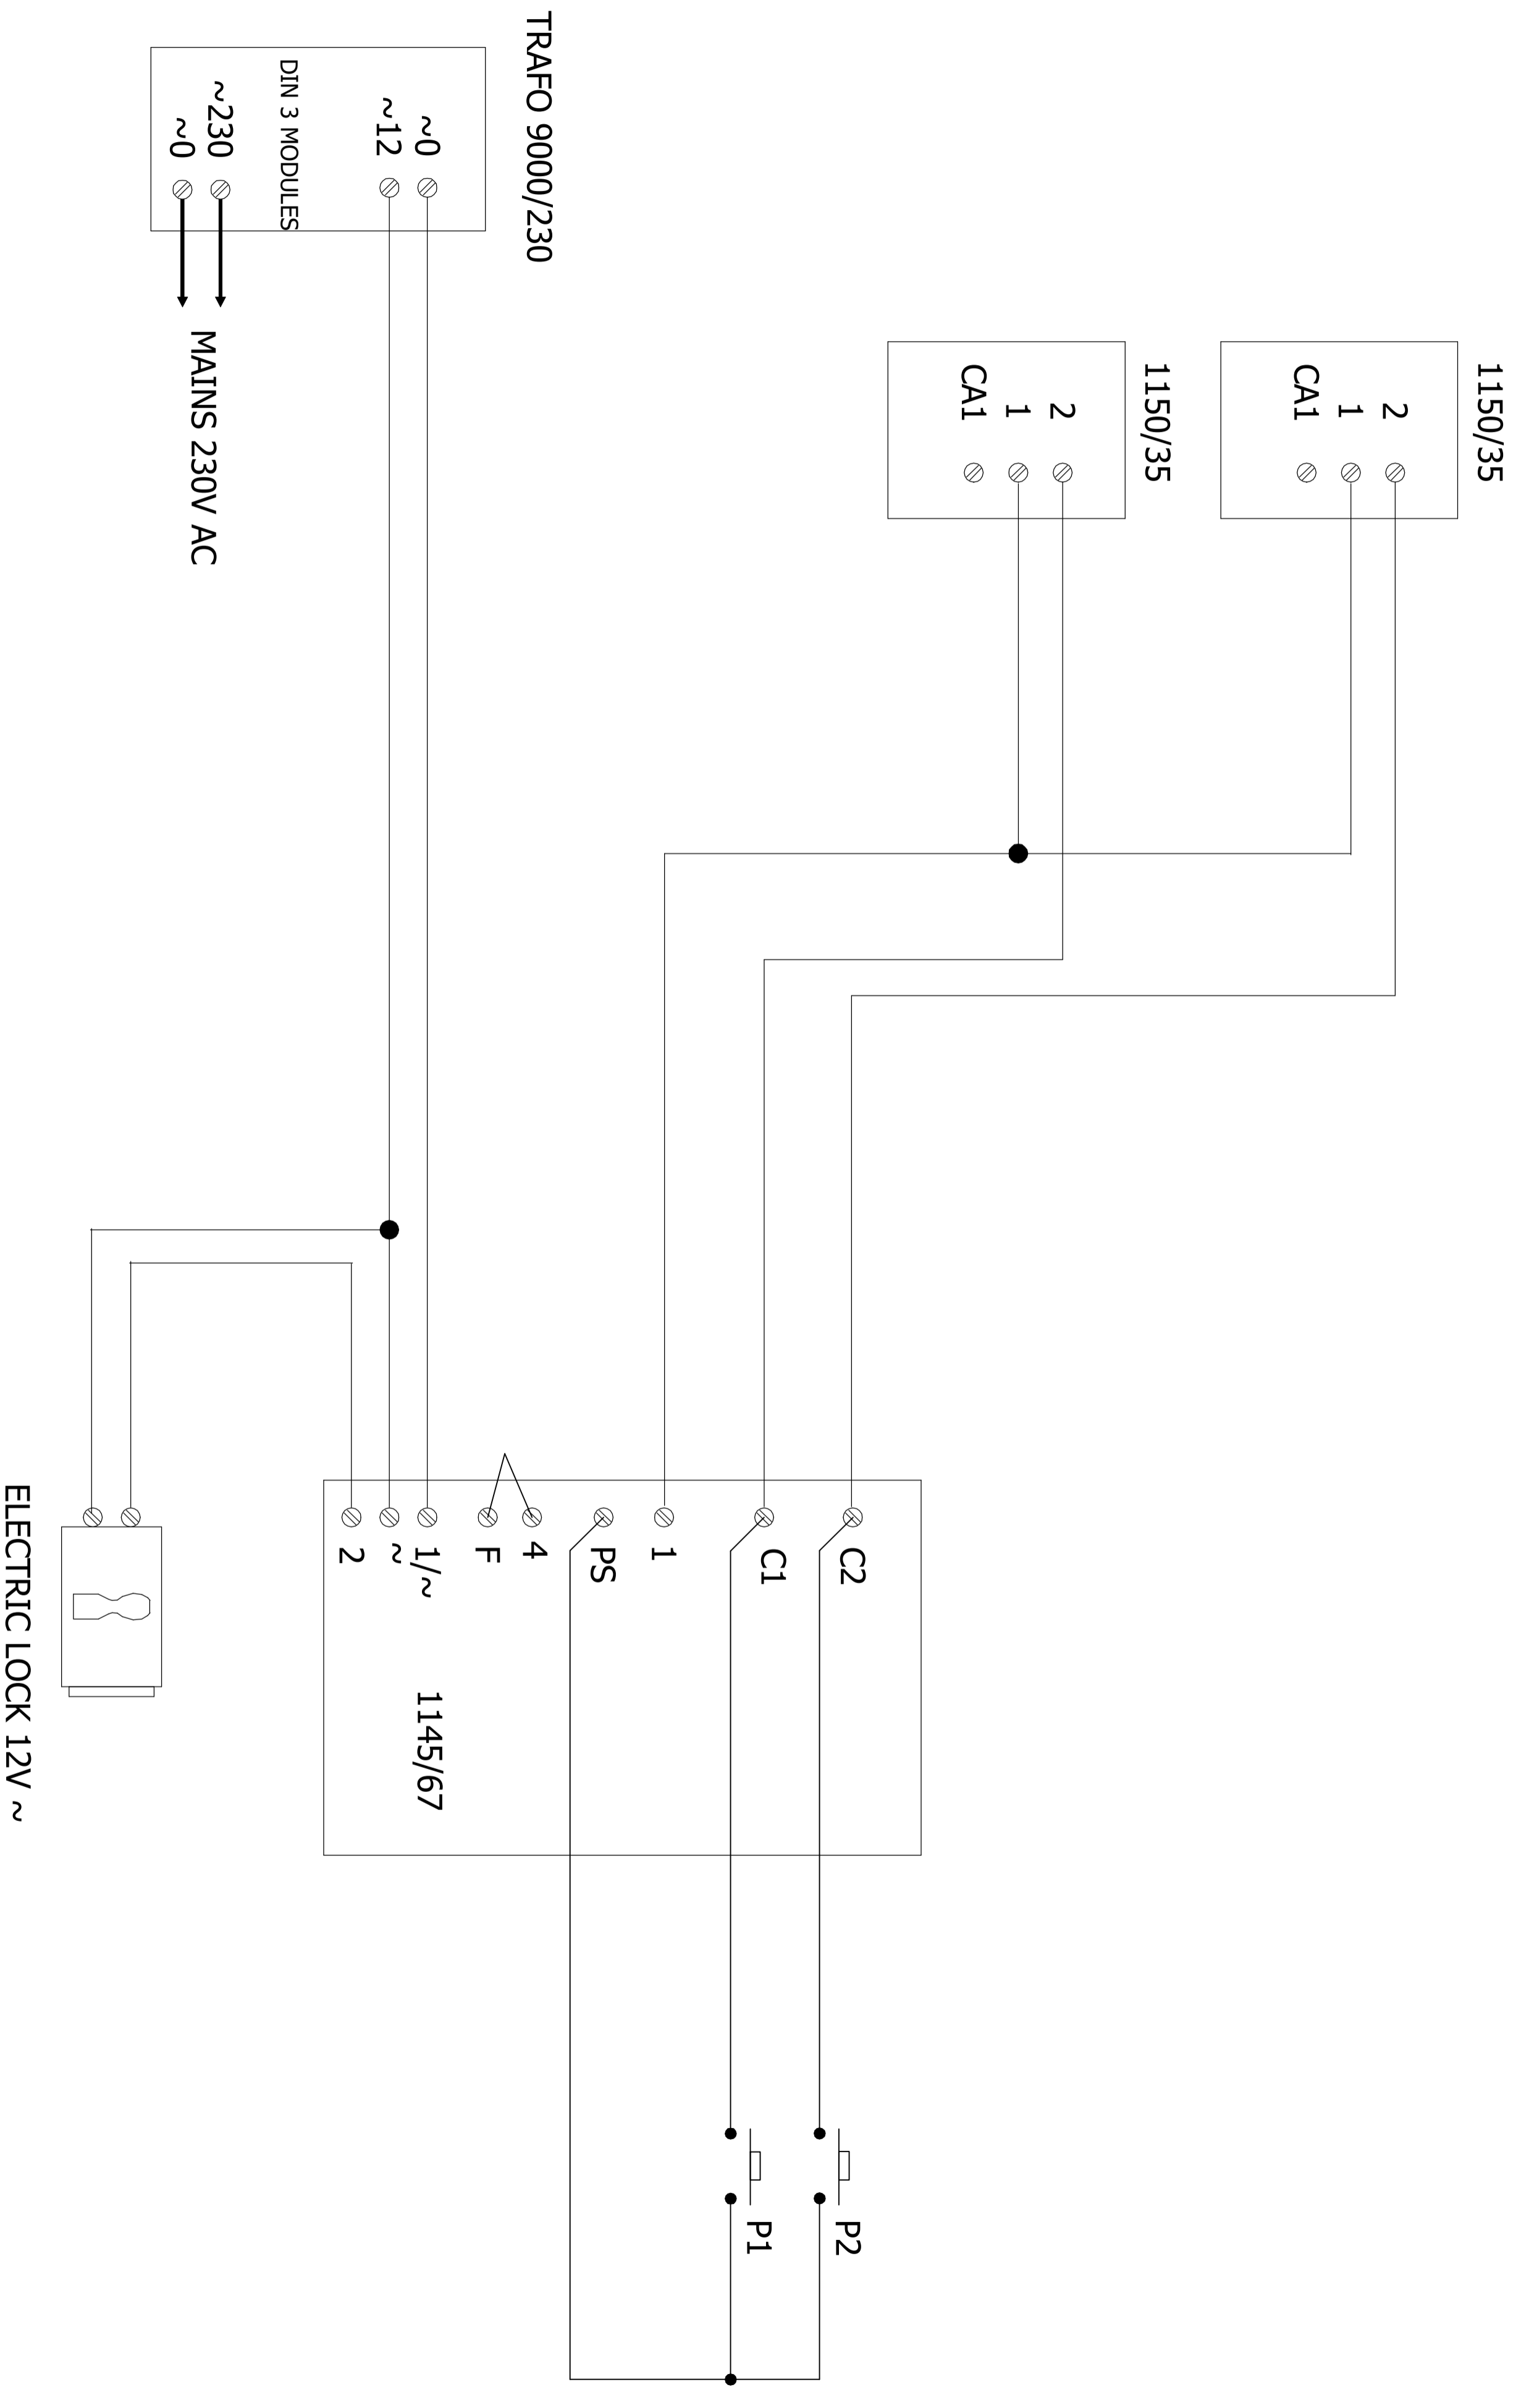 1150/35
2
1
CA1
1150/35
2
1
CA1
C2
P2
C1
P1
1
PS
4
F
1/~
~
2
1145/67
TRAFO 9000/230
~0
~12
DIN 3 MODULES
~230
~0
MAINS 230V AC
ELECTRIC LOCK 12V ~